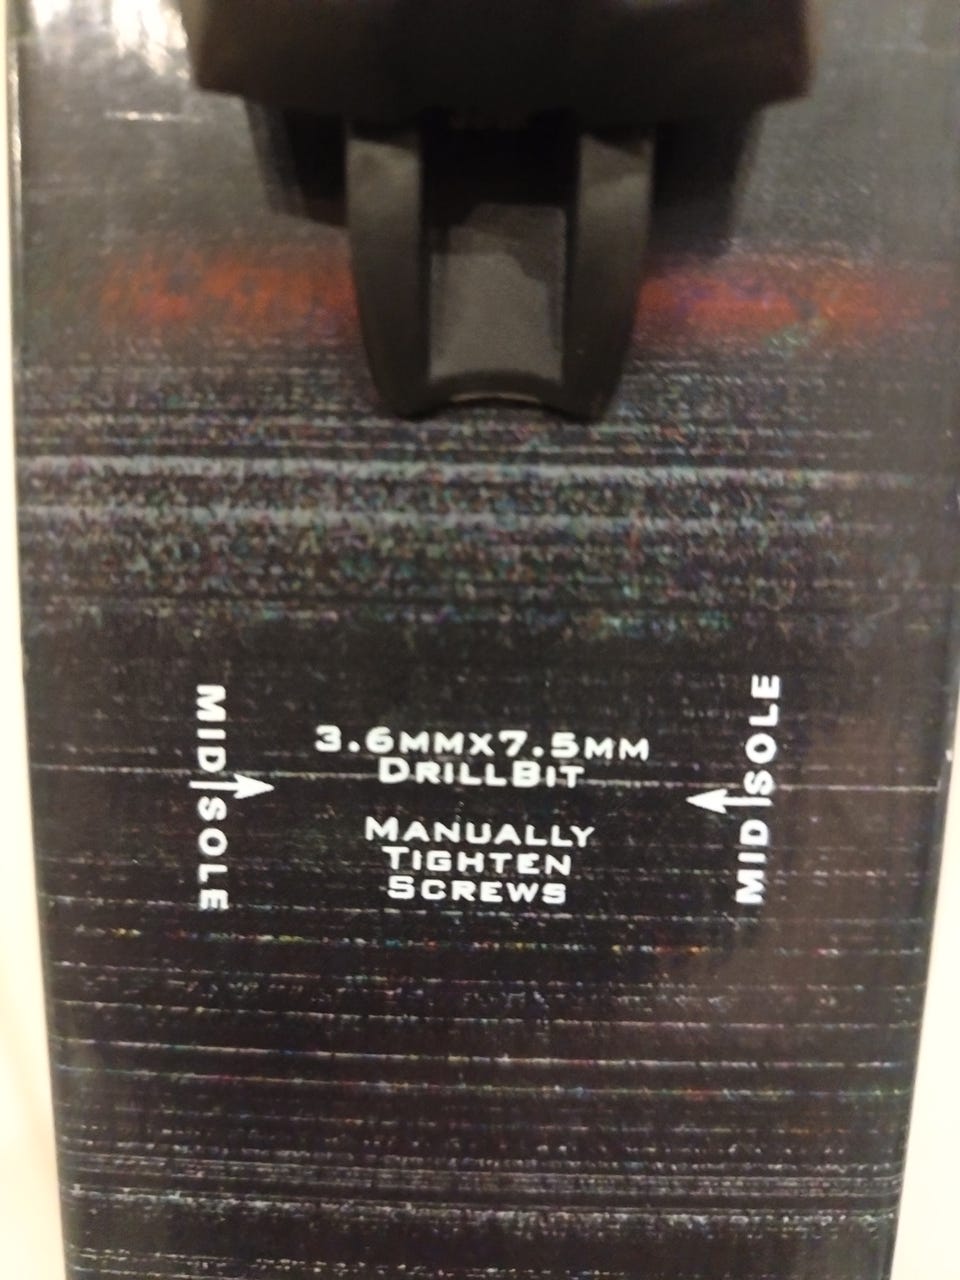 MID SOLE
3.6MMX7.5MM
DRILLBIT
MANUALLY
TIGHTEN
SCREWS
MID SOLE